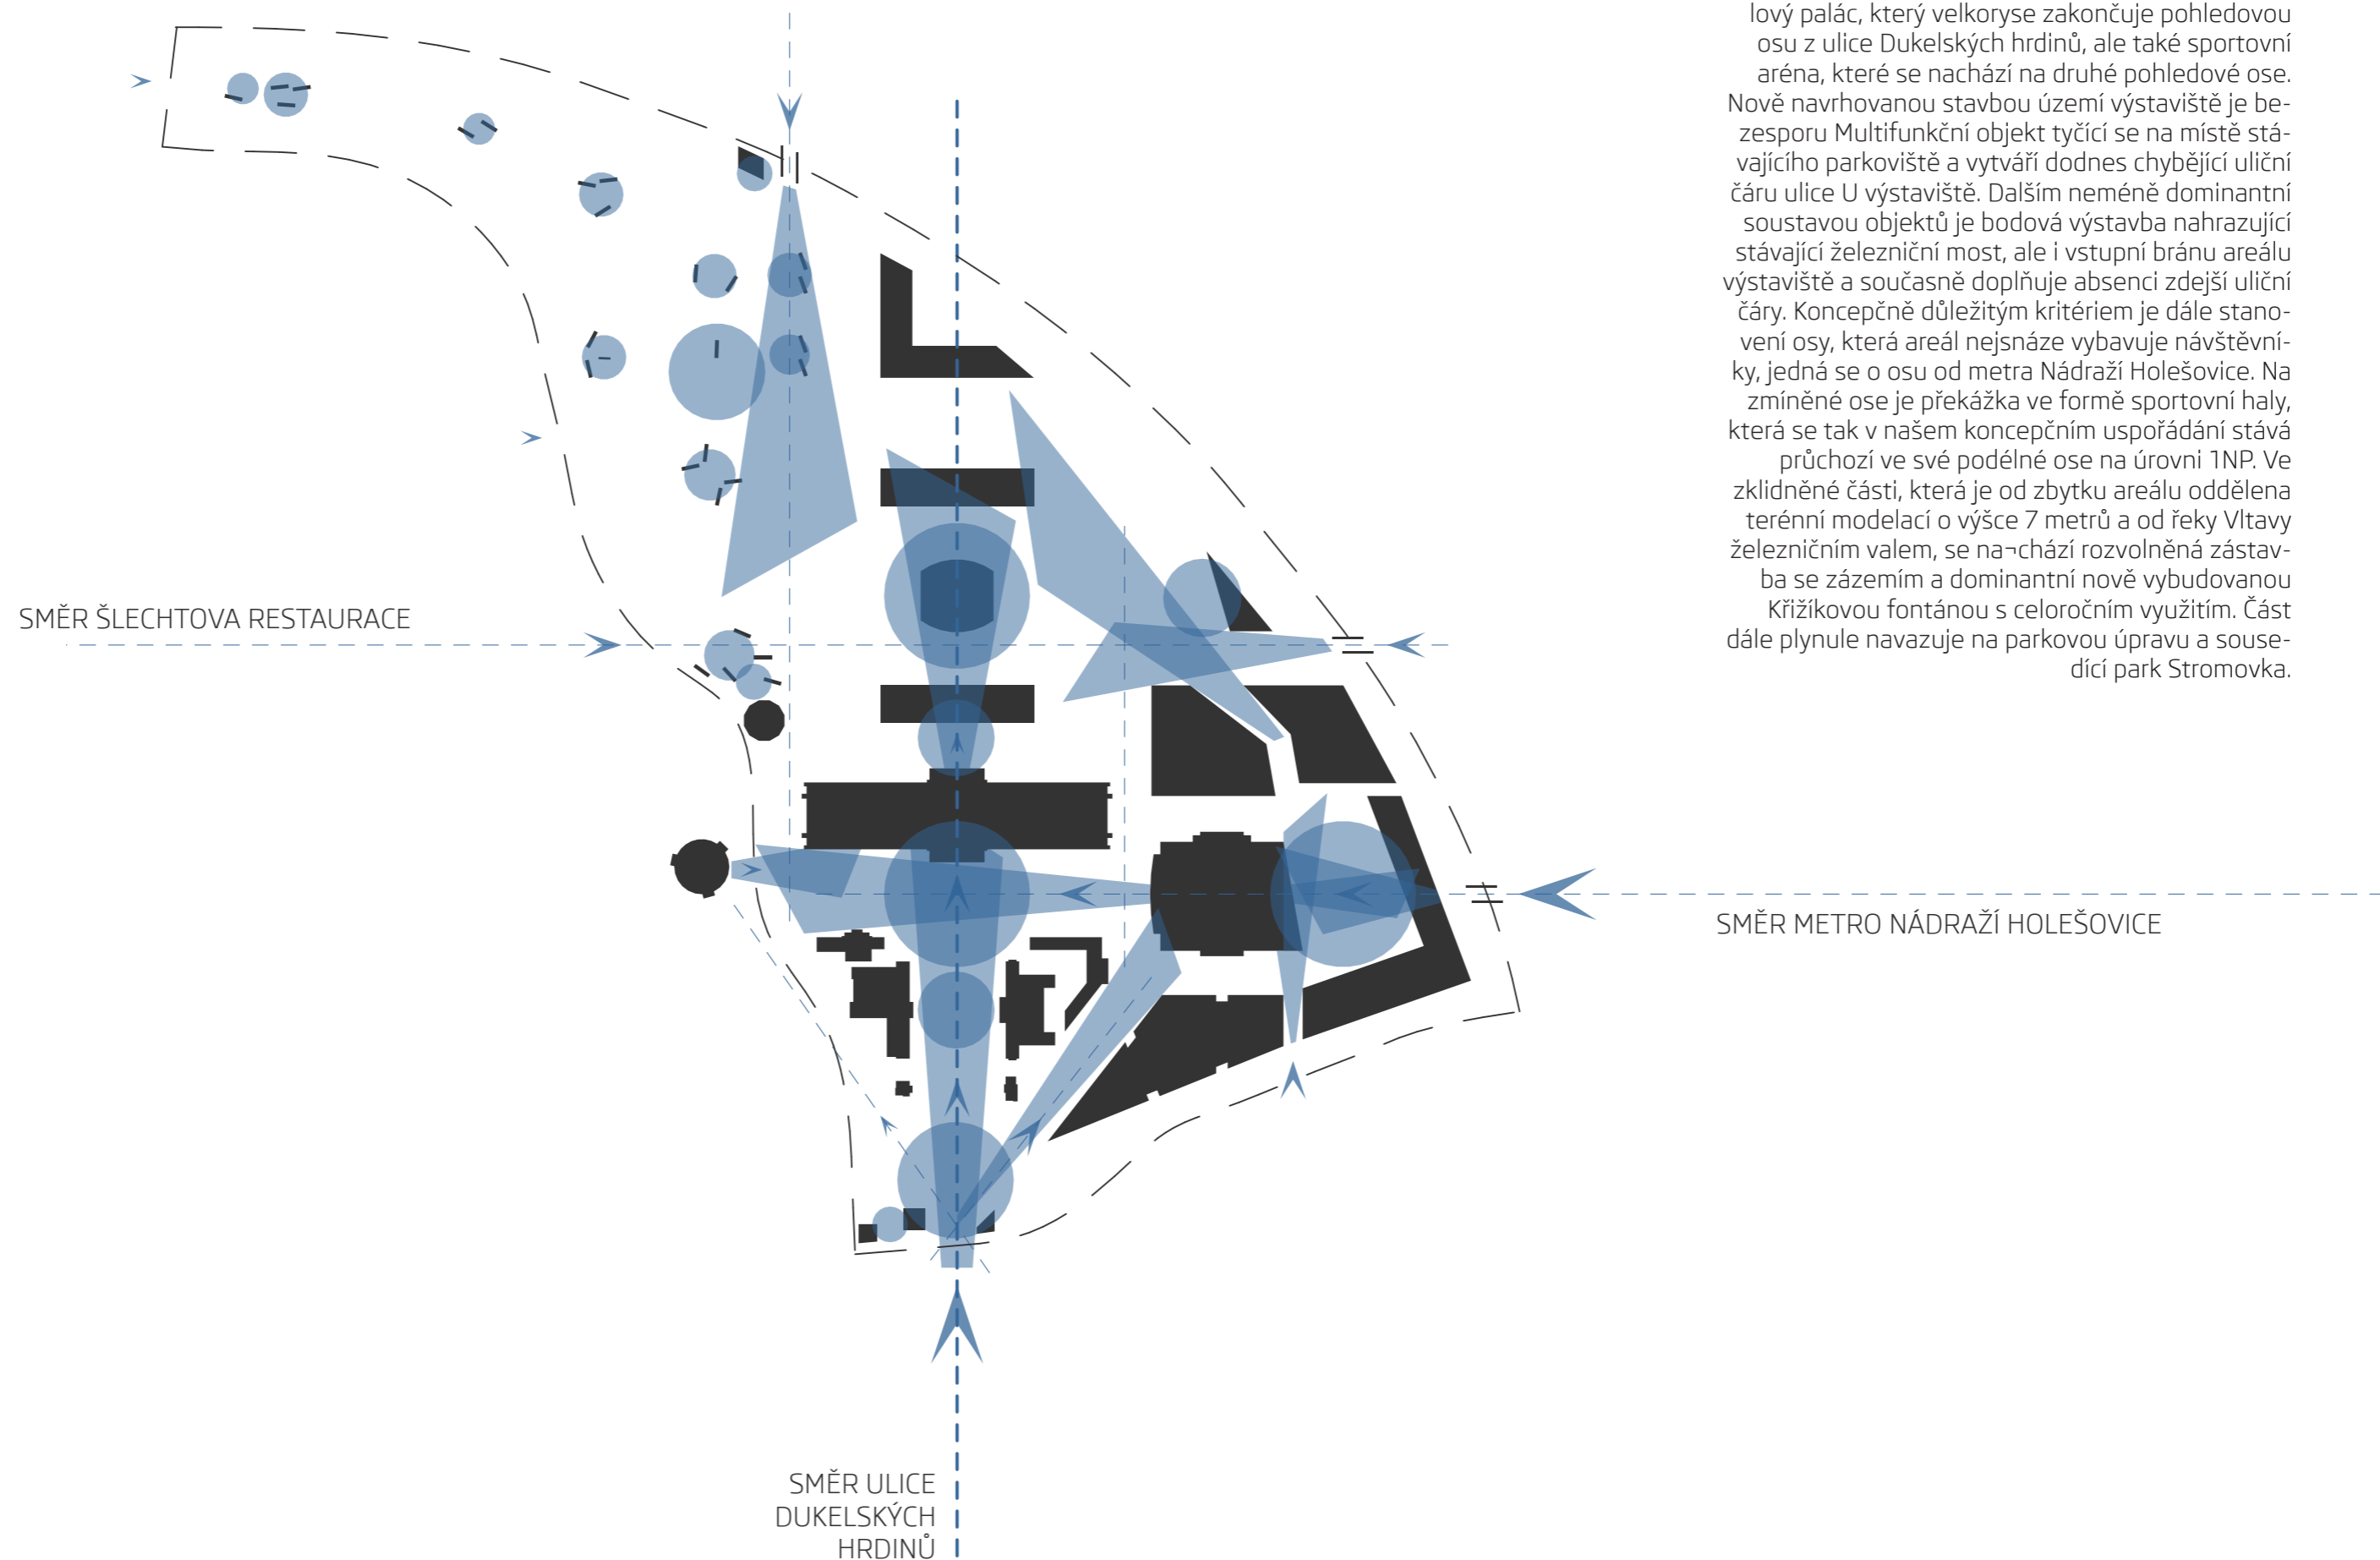 lový palác, který velkoryse zakončuje pohledovou
osu z ulice Dukelských hrdinů, ale také sportovní
aréna, které se nachází na druhé pohledové ose.
Nově navrhovanou stavbou území výstaviště je be-
zesporu Multifunkční objekt tyčící se na místě stá-
vajícího parkoviště a vytváří dodnes chybějící uliční
čáru ulice U výstaviště. Dalším neméně dominantní
soustavou objektů je bodová výstavba nahrazující
stávající železniční most, ale i vstupní bránu areálu
výstaviště a současně doplňuje absenci zdejší uliční
čáry. Koncepčně důležitým kritériem je dále stano-
vení osy, která areál nejsnáze vybavuje návštěvní-
ky, jedná se o osu od metra Nádraží Holešovice. Na
zmíněné ose je překážka ve formě sportovní haly,
která se tak v našem koncepčním uspořádání stává
průchozí ve své podélné ose na úrovni 1NP. Ve
zklidněné části, která je od zbytku areálu oddělena
terénní modelací o výšce 7 metrů a od řeky Vltavy
železničním valem, se na¬chází rozvolněná zástav-
ba se zázemím a dominantní nově vybudovanou
Křižíkovou fontánou s celoročním využitím. Část
dále plynule navazuje na parkovou úpravu a souse-
dící park Stromovka.
SMĚR ŠLECHTOVA RESTAURACE
SMĚR METRO NÁDRAŽÍ HOLEŠOVICE
SMĚR ULICE
DUKELSKÝCH
HRDINŮ